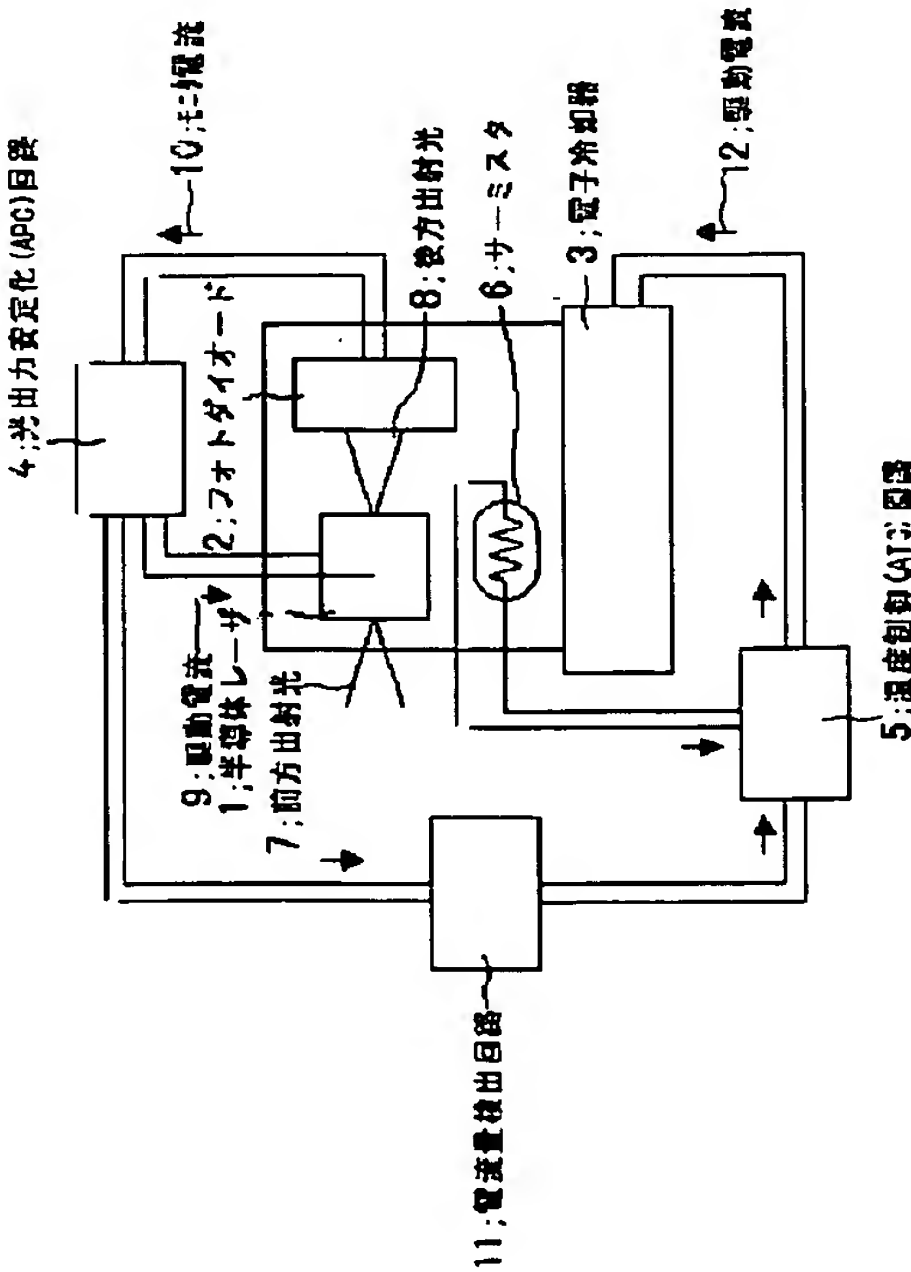 4;光出力安定化(APC)回路
10;モニタ電流
2;フォトダイオード
8;後方出射光
6;サーミスタ
3;電子冷却器
12;駆動電流
9;駆動電流
1;半導体レーザ
7;前方出射光
11;電流量検出回路
5;温度制御(ATC)回路